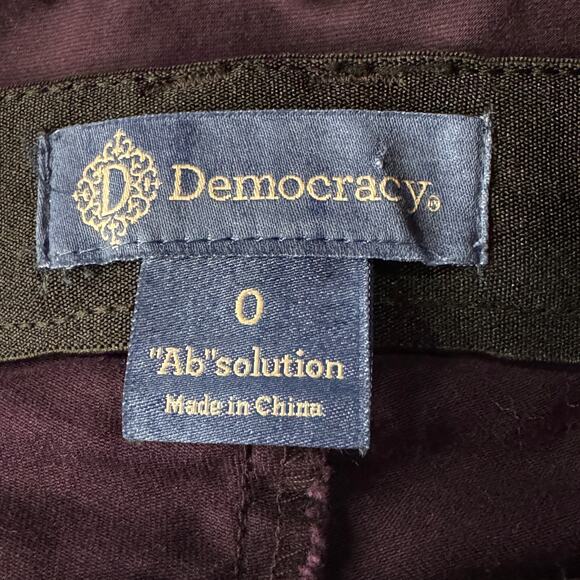 D Democracy®
0
"Ab"solution
Made in China